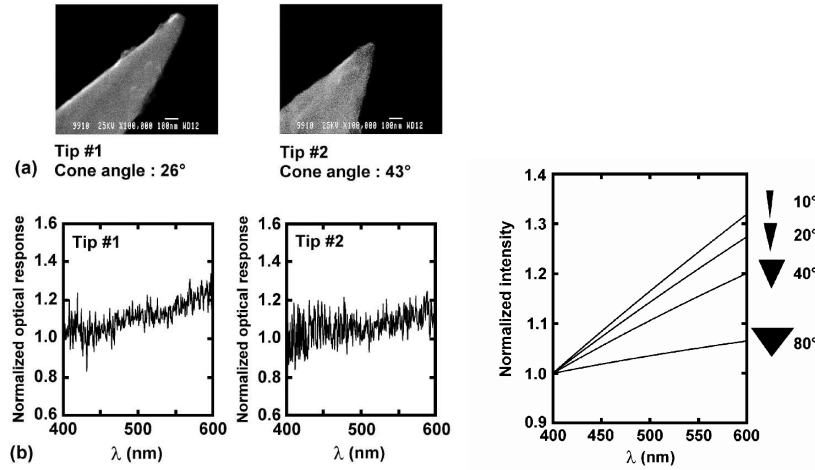 9910 25KV X100,000 100nm WD12
9910 25KV X100,000 100nm WD12
Tip #1
Cone angle : 26°
Tip #2
Cone angle : 43°
(a)
Normalized optical response
1.6
1.4
1.2
1.0
0.8
0.6
Tip #1
400
450
500
550
600
λ (nm)
Normalized optical response
1.6
1.4
1.2
1.0
0.8
0.6
Tip #2
400
450
500
550
600
λ (nm)
(b)
Normalized intensity
1.4
1.3
1.2
1.1
1.0
0.9
10°
20°
40°
80°
400
450
500
550
600
λ (nm)